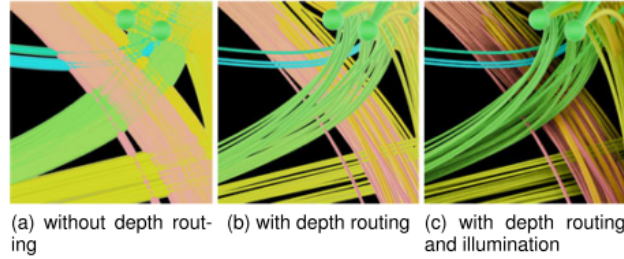 (a) without depth rout-
ing
(b) with depth routing
(c) with depth routing
and illumination